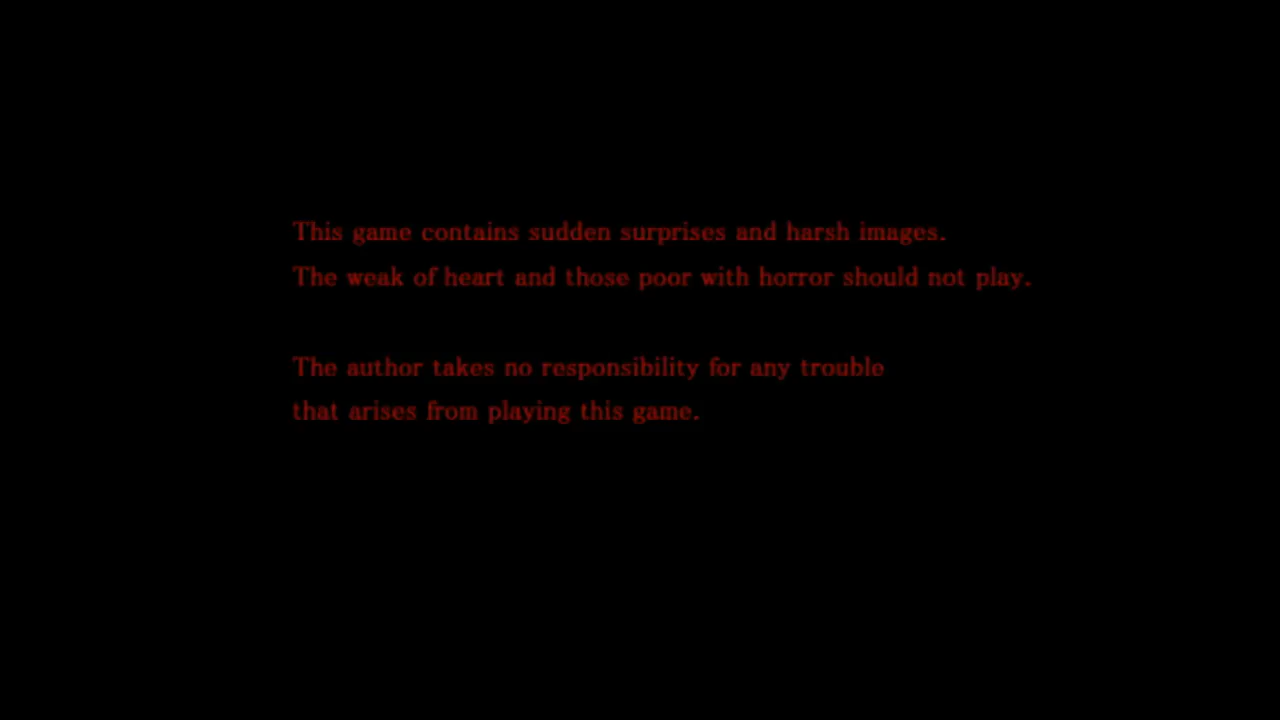 This game contains sudden surprises and harsh images.
The weak of heart and those poor with horror should not play.
The author takes no responsibility for any trouble
that arises from playing this game.